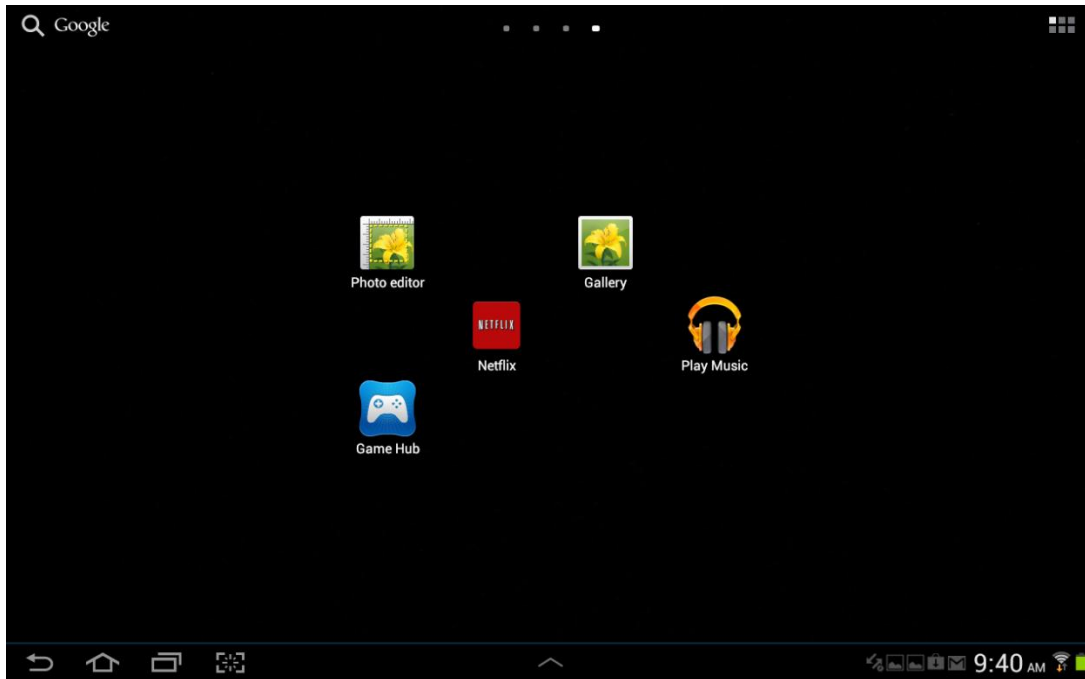 Google
Photo editor
Gallery
NETFLIX
Netflix
Play Music
Game Hub
9:40 AM